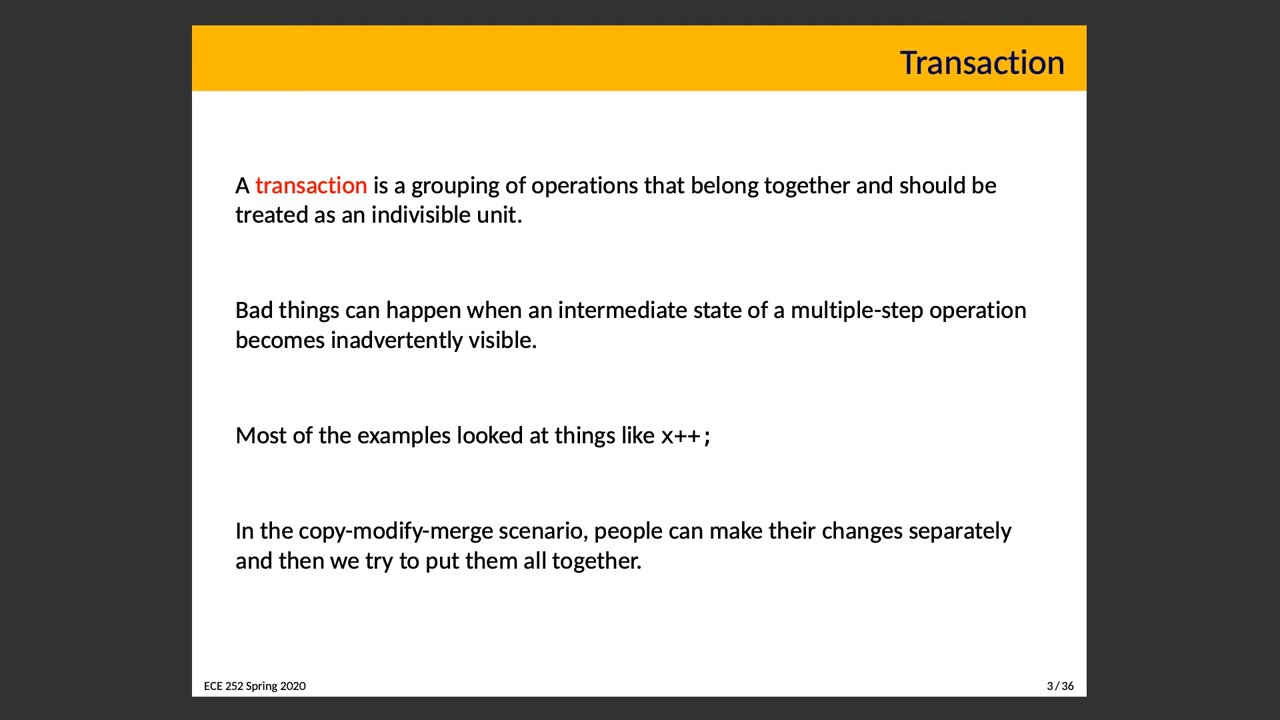 Transaction
A transaction is a grouping of operations that belong together and should be
treated as an indivisible unit.
Bad things can happen when an intermediate state of a multiple-step operation
becomes inadvertently visible.
Most of the examples looked at things like x++;
In the copy-modify-merge scenario, people can make their changes separately
and then we try to put them all together.
ECE 252 Spring 2020
3 / 36